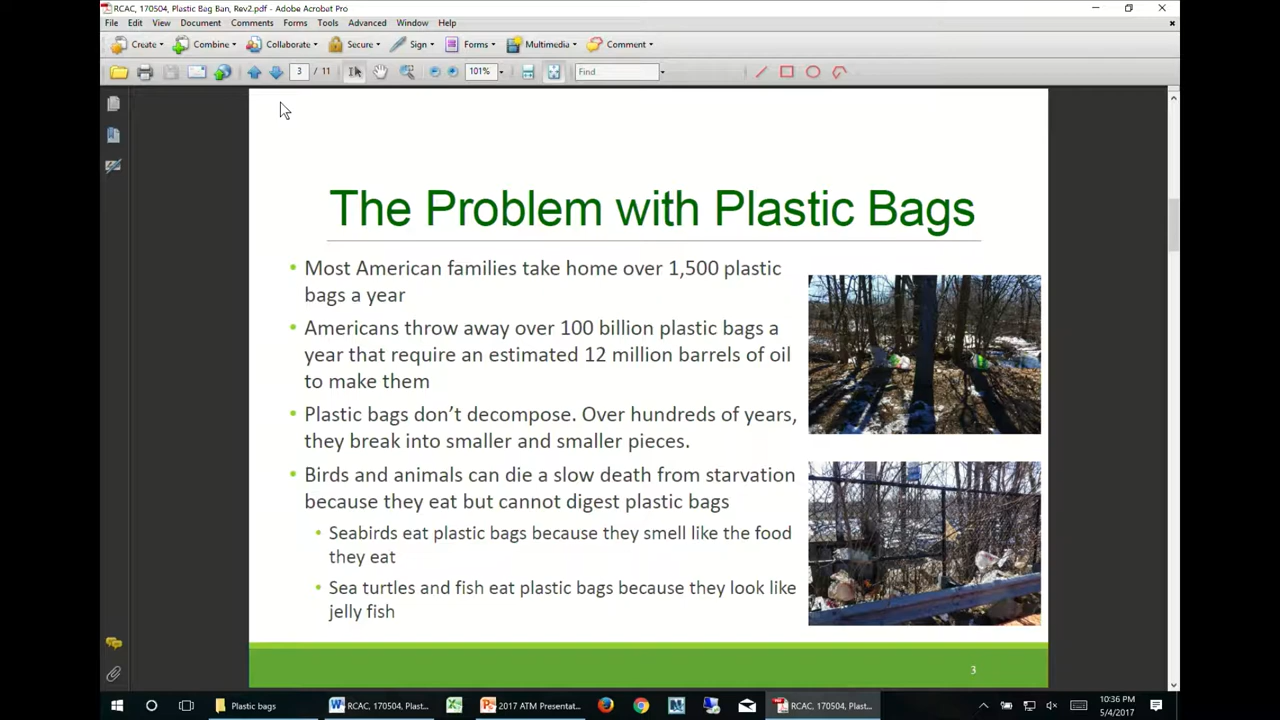 RCAC, 170504, Plastic Bag Ban, Rev2.pdf - Adobe Acrobat Pro
File Edit View Document Comments Forms Tools Advanced Window Help
Create Combine Collaborate Secure Sign Forms Multimedia Comment
3 / 11 101% Find
The Problem with Plastic Bags
• Most American families take home over 1,500 plastic
bags a year
• Americans throw away over 100 billion plastic bags a
year that require an estimated 12 million barrels of oil
to make them
• Plastic bags don’t decompose. Over hundreds of years,
they break into smaller and smaller pieces.
• Birds and animals can die a slow death from starvation
because they eat but cannot digest plastic bags
• Seabirds eat plastic bags because they smell like the food
they eat
• Sea turtles and fish eat plastic bags because they look like
jelly fish
3
Plastic bags RCAC, 170504, Plast... 2017 ATM Presentat... RCAC, 170504, Plast... 10:36 PM
5/4/2017